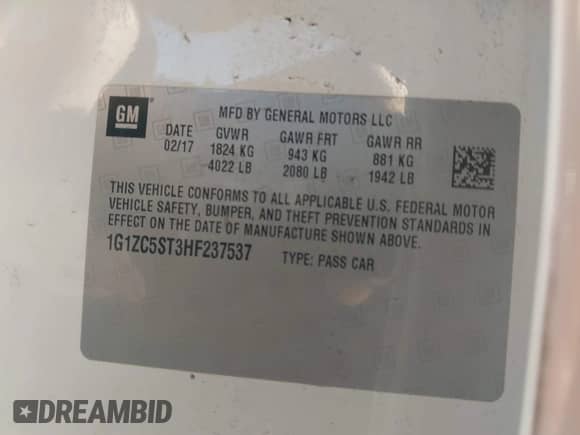 GM
MFD BY GENERAL MOTORS LLC
DATE GVWR GAWR FRT GAWR RR
02/17 1824 KG 943 KG 881 KG
4022 LB 2080 LB 1942 LB
THIS VEHICLE CONFORMS TO ALL APPLICABLE U.S. FEDERAL MOTOR
VEHICLE SAFETY, BUMPER, AND THEFT PREVENTION STANDARDS IN
EFFECT ON THE DATE OF MANUFACTURE SHOWN ABOVE.
1G1ZC5ST3HF237537 TYPE: PASS CAR
DREAMBID